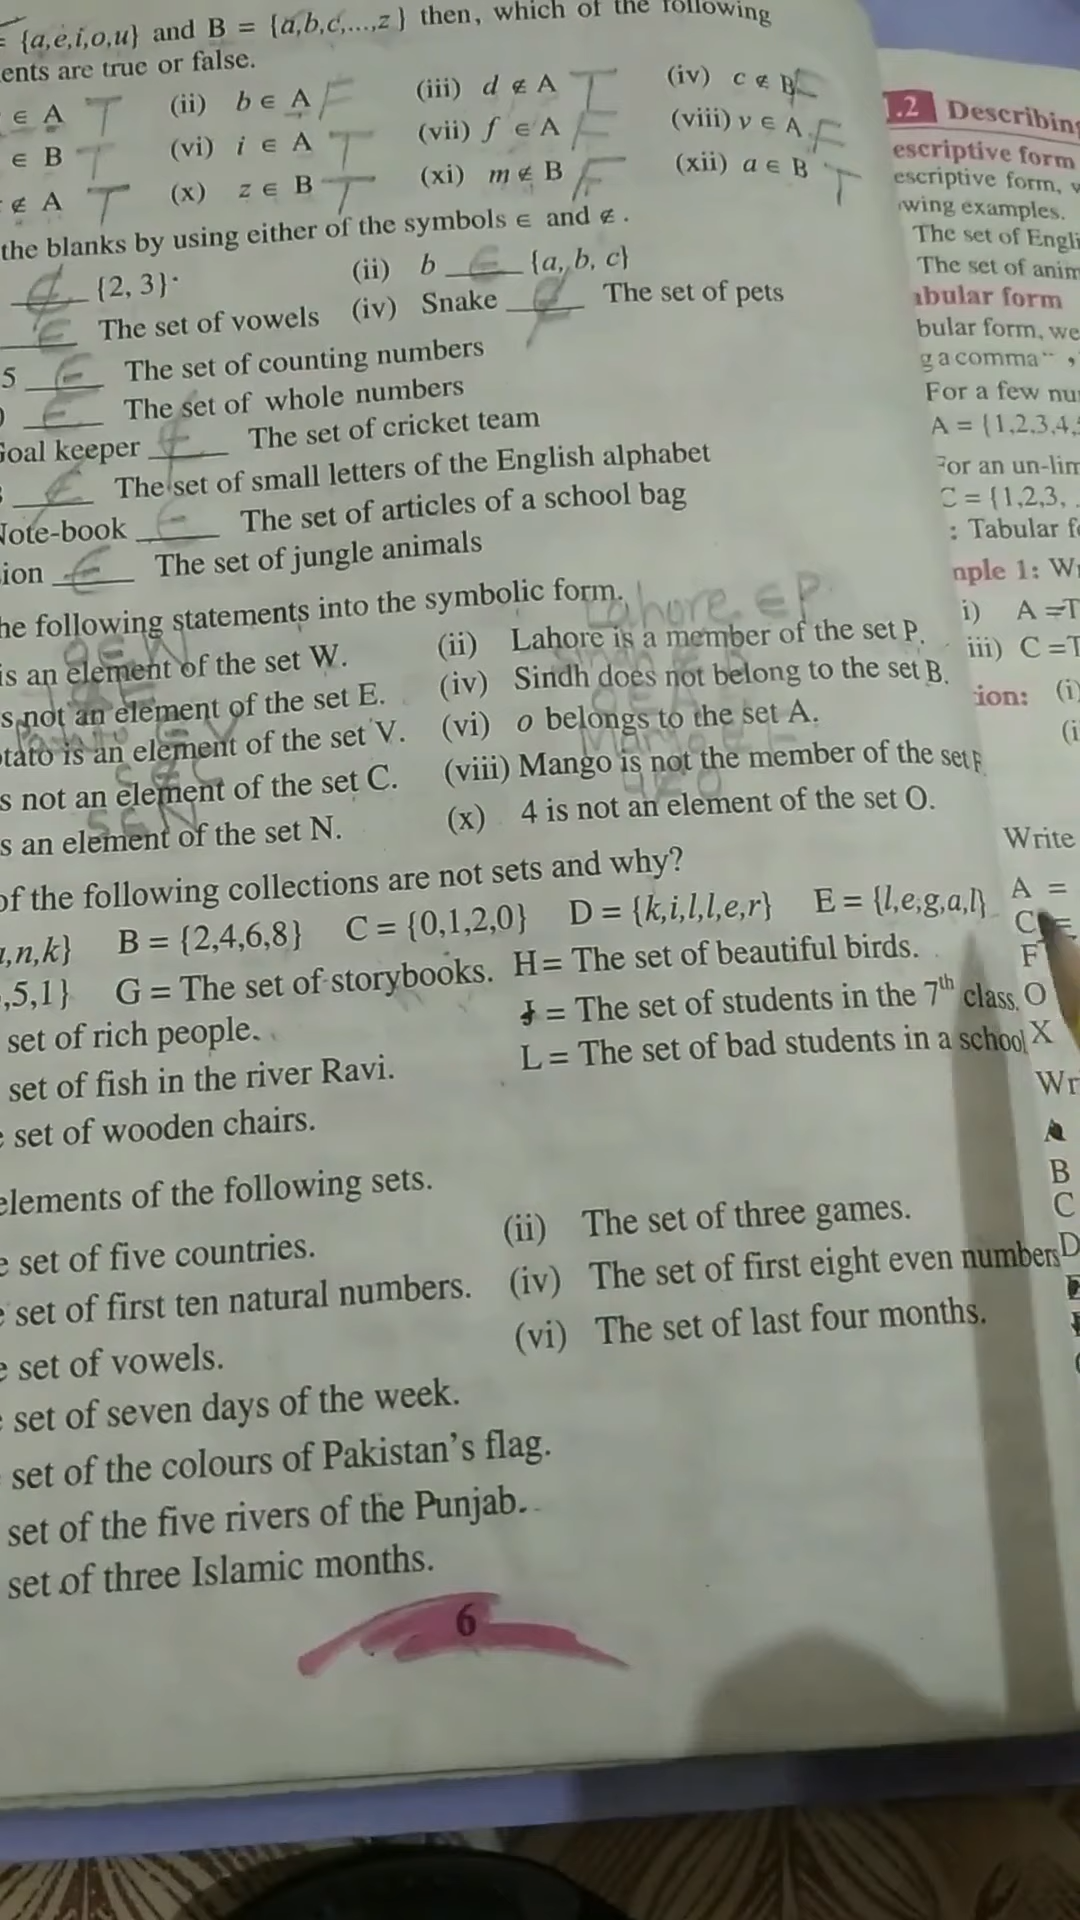 = {a,e,i,o,u} and B = {a,b,c,...,z} then, which of the following
ents are true or false.
∈ A T (ii) b ∈ A F (iii) d ∉ A T (iv) c ∉ B F
∈ B T (vi) i ∈ A T (vii) f ∈ A F (viii) v ∈ A F
∉ A T (x) z ∈ B T (xi) m ∉ B F (xii) a ∈ B T
the blanks by using either of the symbols ∈ and ∉.
∉ {2, 3} (ii) b ∈ {a, b, c}
∈ The set of vowels (iv) Snake ∉ The set of pets
5 ∈ The set of counting numbers
∈ The set of whole numbers
Goal keeper The set of cricket team
The set of small letters of the English alphabet
Note-book ∈ The set of articles of a school bag
ion ∈ The set of jungle animals
he following statements into the symbolic form.
Lahore ∈ P.
is an element of the set W. (ii) Lahore is a member of the set P.
s not an element of the set E. (iv) Sindh does not belong to the set B.
tato is an element of the set V. (vi) o belongs to the set A.
s not an element of the set C. (viii) Mango is not the member of the set F
5 ∈ N
s an element of the set N. (x) 4 is not an element of the set O.
of the following collections are not sets and why?
,n,k} B = {2,4,6,8} C = {0,1,2,0} D = {k,i,l,l,e,r} E = {l,e,g,a,l}
,5,1} G = The set of storybooks. H = The set of beautiful birds.
set of rich people. J = The set of students in the 7th class.
set of fish in the river Ravi. L = The set of bad students in a school
set of wooden chairs.
elements of the following sets.
e set of five countries. (ii) The set of three games.
set of first ten natural numbers. (iv) The set of first eight even numbers
e set of vowels. (vi) The set of last four months.
set of seven days of the week.
set of the colours of Pakistan's flag.
set of the five rivers of the Punjab.
set of three Islamic months.
6
.2 Describing
escriptive form
escriptive form, w
wing examples.
The set of Engli
The set of anim
abular form
bular form, we
g a comma " ,
For a few nu
A = {1,2,3,4,5
For an un-lim
C = {1,2,3, .
: Tabular f
mple 1: Wr
i) A =T
iii) C =T
ion: (i)
(i
Write
A =
C =
F
O
X
Wr
A
B
C
D